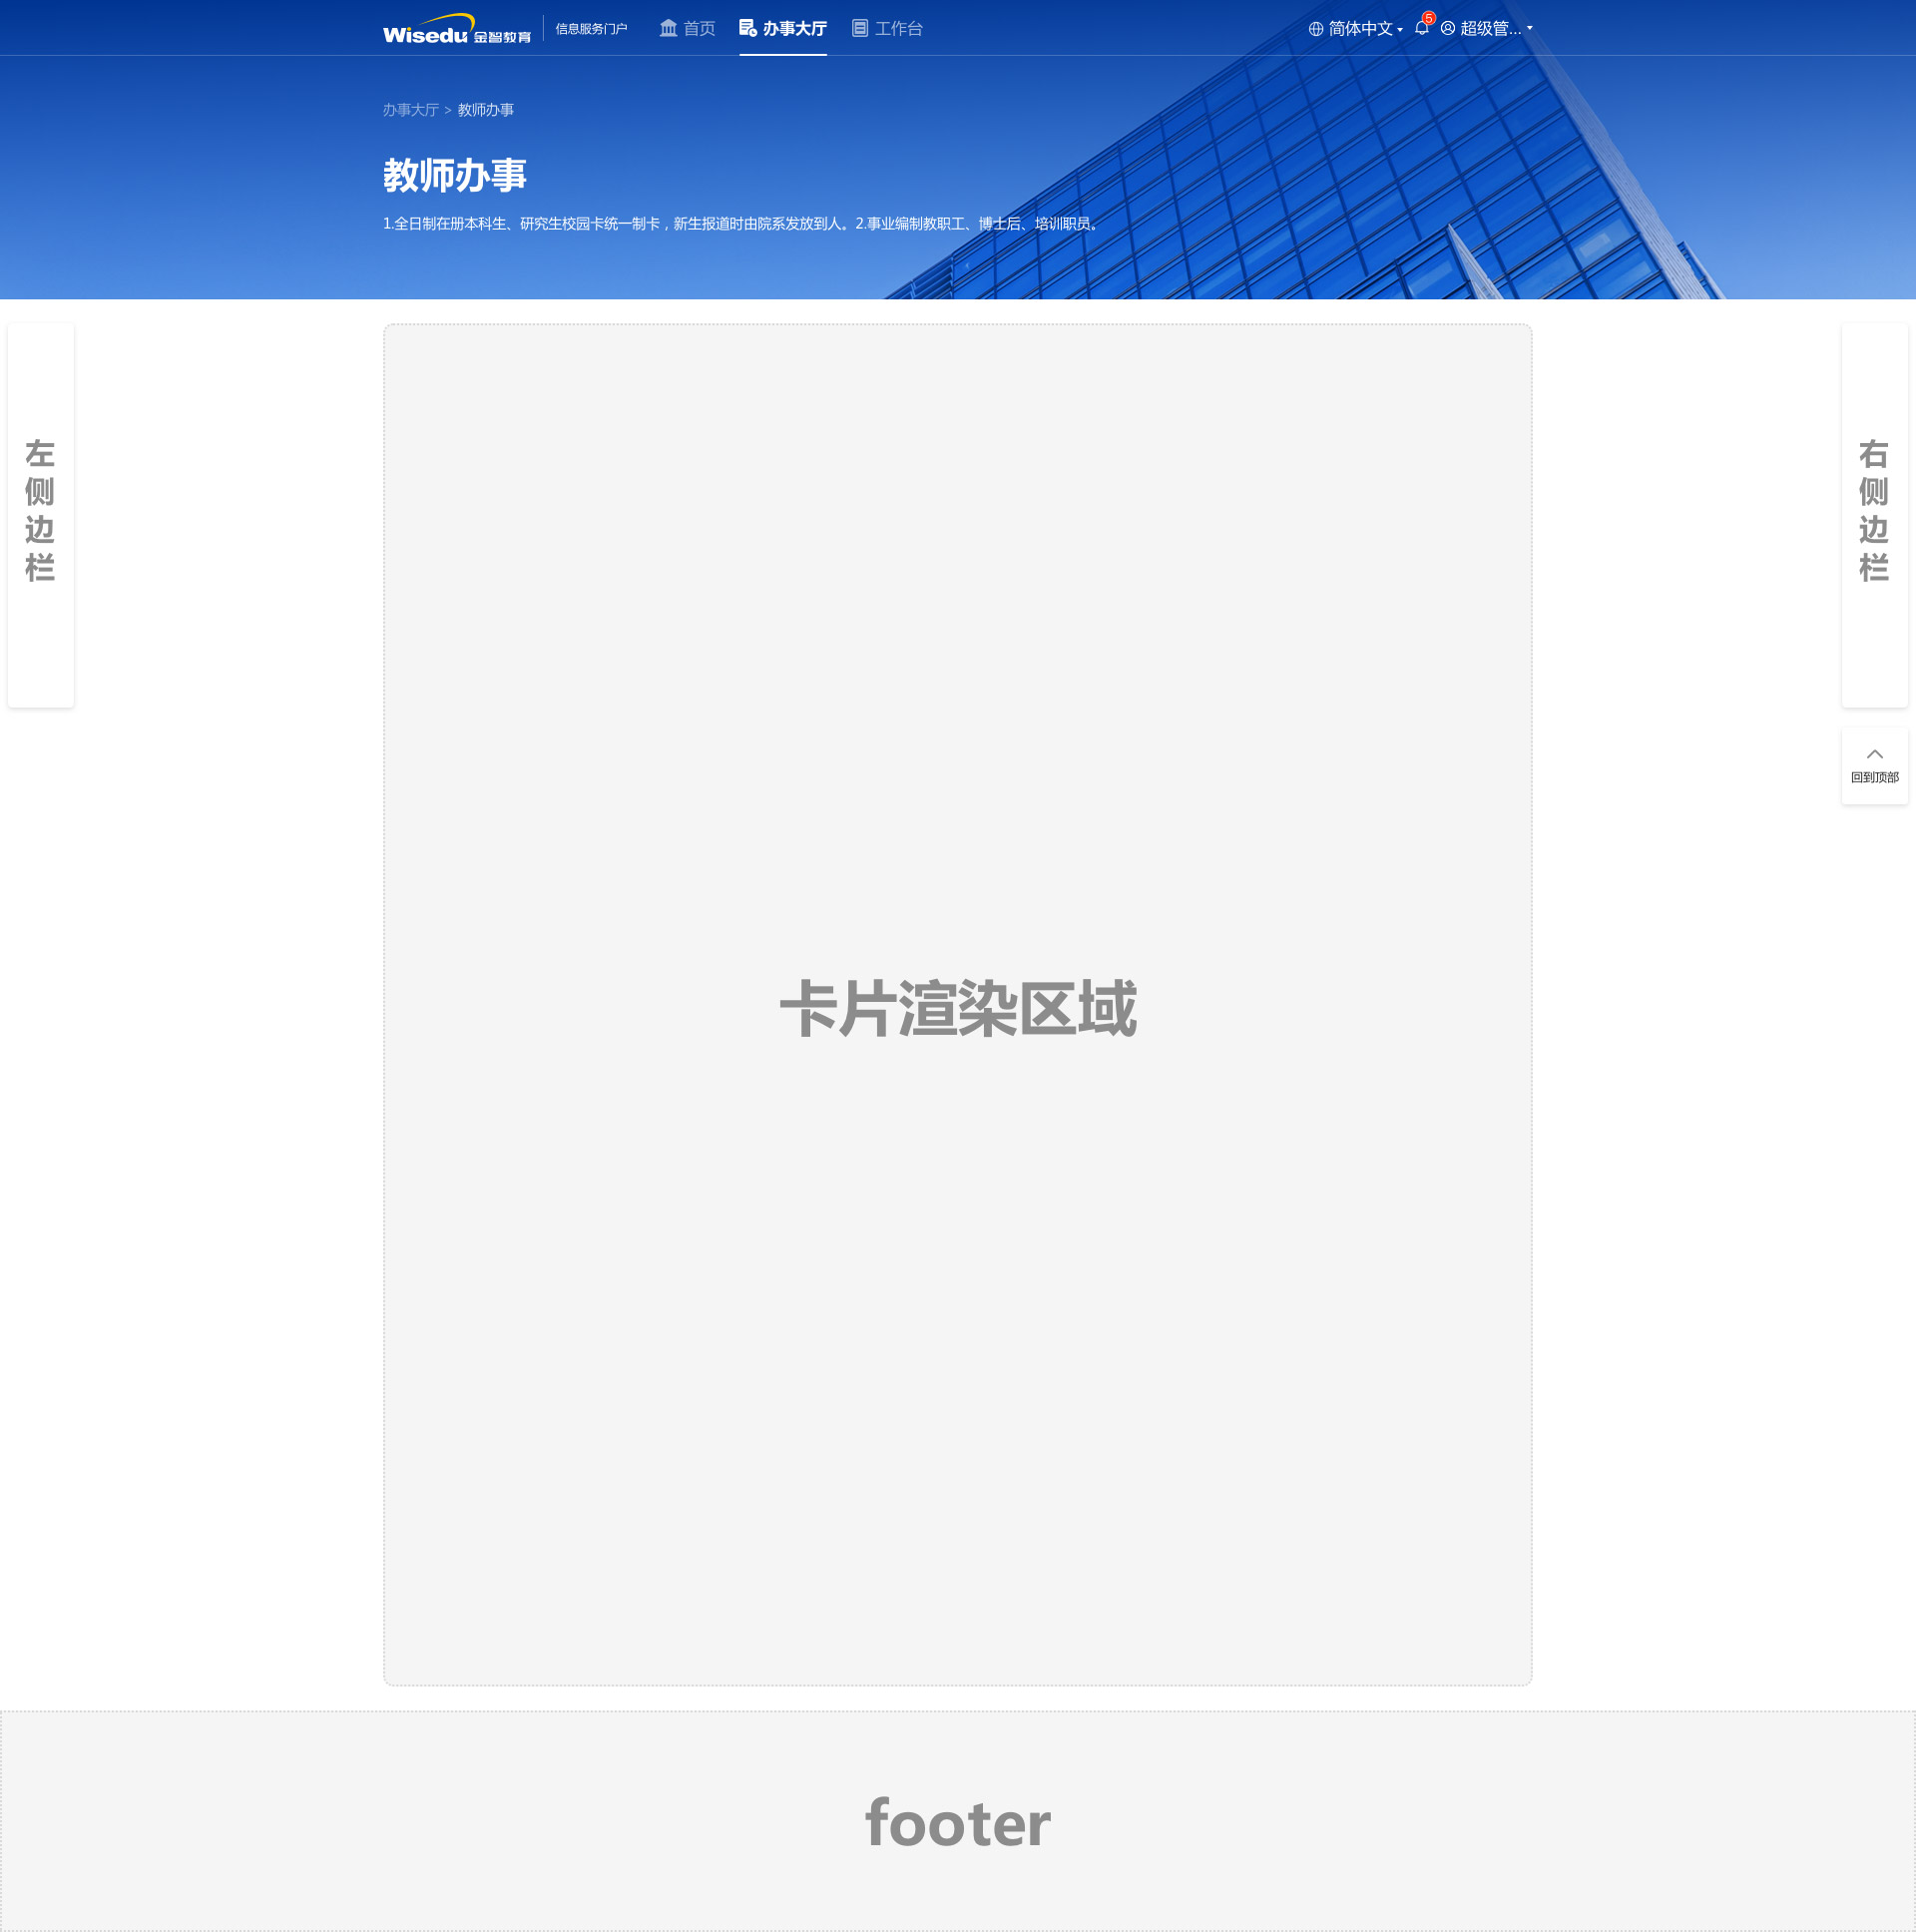 Wisedu 金智教育 信息服务门户 首页 办事大厅 工作台 简体中文 5 超级管...
办事大厅 > 教师办事
教师办事
1.全日制在册本科生、研究生校园卡统一制卡，新生报道时由院系发放到人。2.事业编制教职工、博士后、培训职员。
左侧边栏
右侧边栏
回到顶部
卡片渲染区域
footer